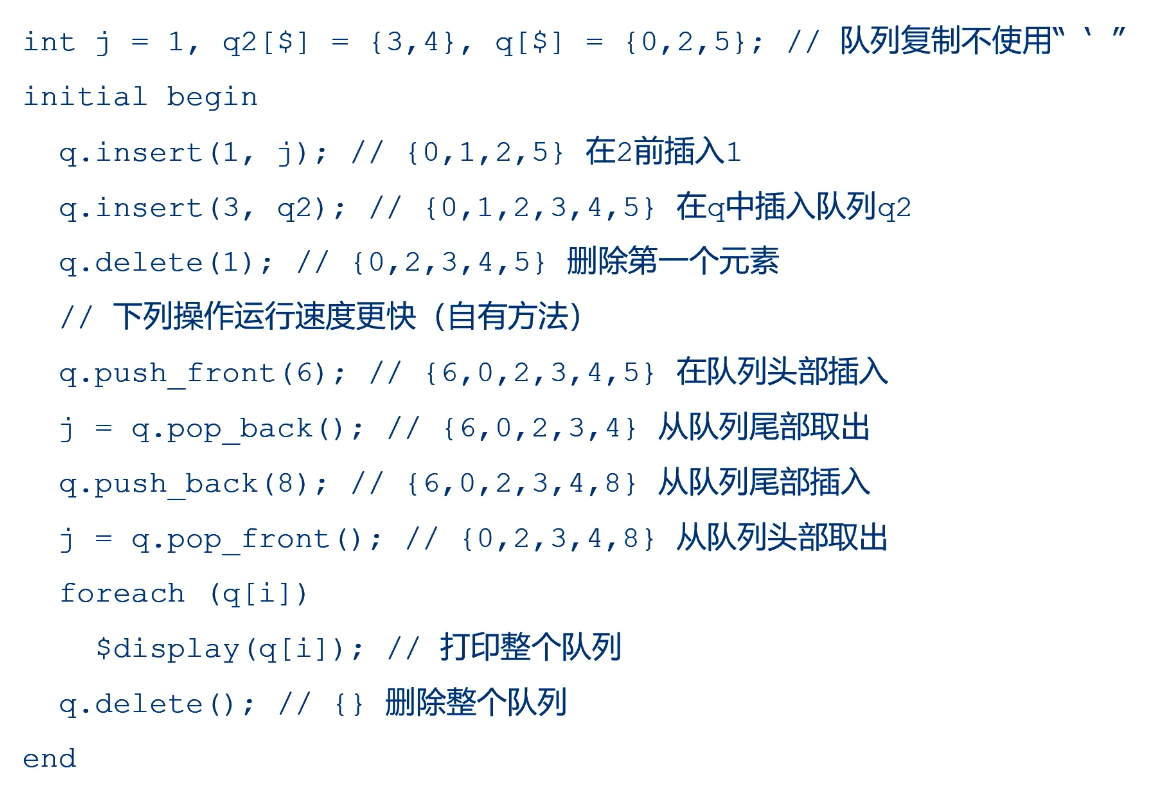 int j = 1, q2[$] = {3,4}, q[$] = {0,2,5}; // 队列复制不使用“ ‘ ”
initial begin
  q.insert(1, j); // {0,1,2,5} 在2前插入1
  q.insert(3, q2); // {0,1,2,3,4,5} 在q中插入队列q2
  q.delete(1); // {0,2,3,4,5} 删除第一个元素
  // 下列操作运行速度更快（自有方法）
  q.push_front(6); // {6,0,2,3,4,5} 在队列头部插入
  j = q.pop_back(); // {6,0,2,3,4} 从队列尾部取出
  q.push_back(8); // {6,0,2,3,4,8} 从队列尾部插入
  j = q.pop_front(); // {0,2,3,4,8} 从队列头部取出
  foreach (q[i])
    $display(q[i]); // 打印整个队列
  q.delete(); // {} 删除整个队列
end